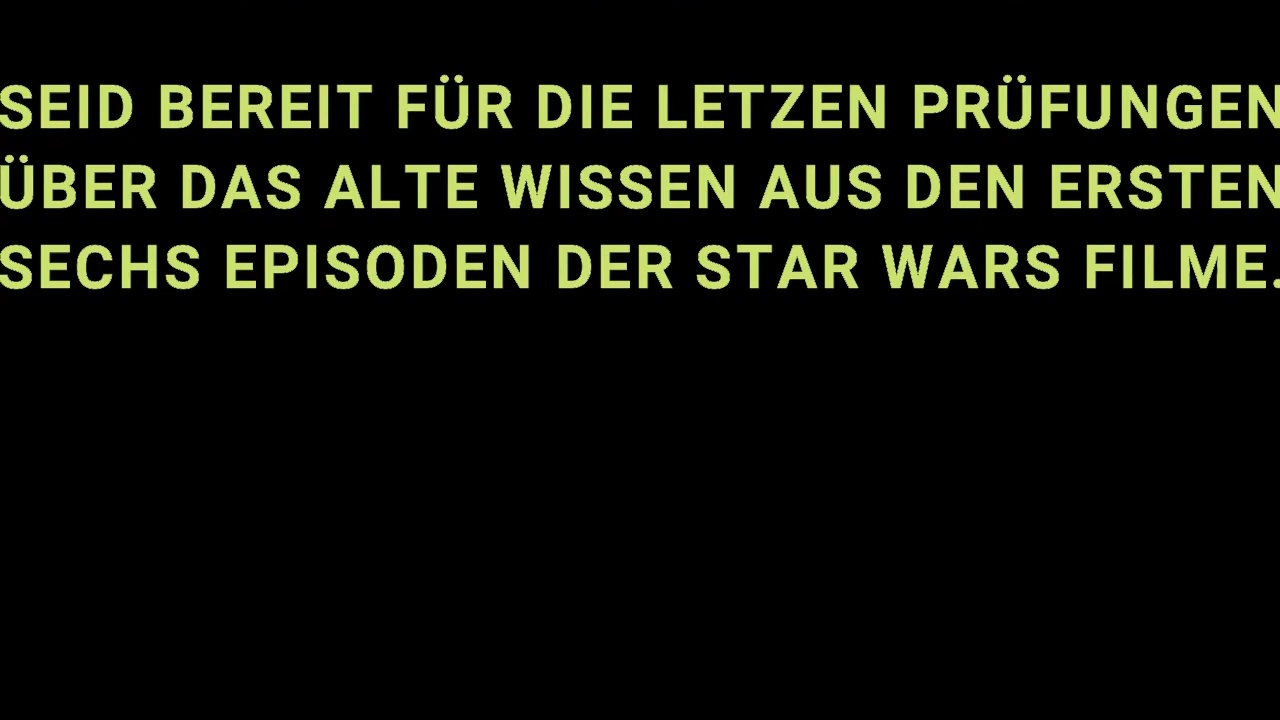 SEID BEREIT FÜR DIE LETZEN PRÜFUNGEN
ÜBER DAS ALTE WISSEN AUS DEN ERSTEN
SECHS EPISODEN DER STAR WARS FILME.